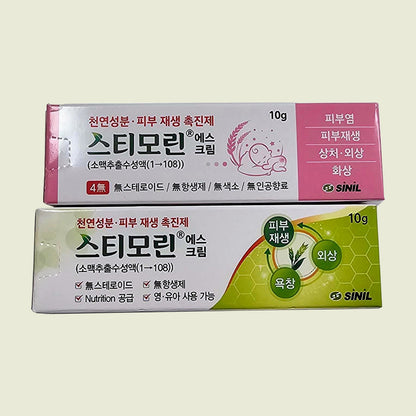 천연성분·피부 재생 촉진제
스티모린® 에스 크림
(소맥추출수성액(1→108))
4無 無스테로이드 / 無항생제 / 無색소 / 無인공향료
10g
피부염
피부재생
상처·외상
화상
SINIL
천연성분·피부 재생 촉진제
스티모린® 에스 크림
(소맥추출수성액(1→108))
☑ 無스테로이드 ☑ 無항생제
☑ Nutrition 공급 ☑ 영·유아 사용 가능
10g
피부
재생
외상
욕창
SINIL